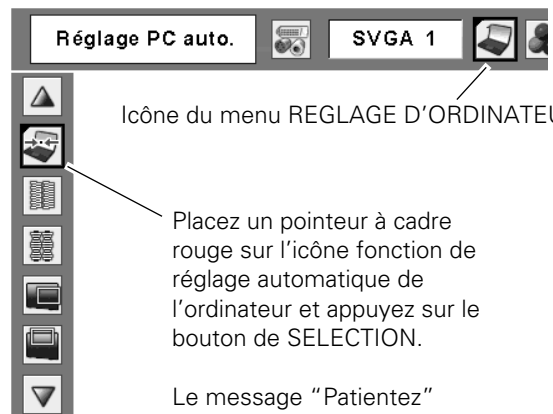 Réglage PC auto. SVGA 1
Icône du menu REGLAGE D'ORDINATEU
Placez un pointeur à cadre
rouge sur l'icône fonction de
réglage automatique de
l'ordinateur et appuyez sur le
bouton de SELECTION.
Le message “Patientez”